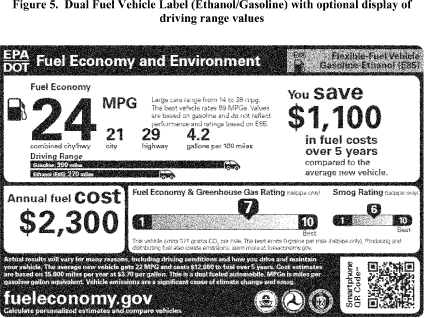 Figure 5. Dual Fuel Vehicle Label (Ethanol/Gasoline) with optional display of
driving range values
EPA
DOT
Fuel Economy and Environment
Flexible-Fuel Vehicle
Gasoline-Ethanol (E85)
Fuel Economy
24
MPG
Large cars range from 14 to 26 mpg.
The best vehicle rates 99 MPGe. Values
are based on gasoline and do not reflect
performance and ratings based on E85.
21
29
4.2
combined city/hwy
city
highway
gallons per 100 miles
Driving Range
Gasoline: 390 miles
Ethanol (E85): 270 miles
You save
$1,100
in fuel costs
over 5 years
compared to the
average new vehicle.
Annual fuel cost
$2,300
Fuel Economy & Greenhouse Gas Rating (tailpipe only)
1
7
10
Best
Smog Rating (tailpipe only)
1
6
10
Best
This vehicle emits grams CO2 per mile. The best emits 0 grams per mile (tailpipe only). Producing and
distributing fuel also create emissions; learn more at fueleconomy.gov.
Actual results will vary for many reasons, including driving conditions and how you drive and maintain
your vehicle. The average new vehicle gets 22 MPG and costs to fuel over 5 years. Cost estimates
are based on 15,000 miles per year at $3.70 per gallon. This is a dual fueled automobile. MPGe is miles per
gasoline gallon equivalent. Vehicle emissions are a significant cause of climate change and smog.
fueleconomy.gov
Calculate personalized estimates and compare vehicles
Smartphone
QR Code™